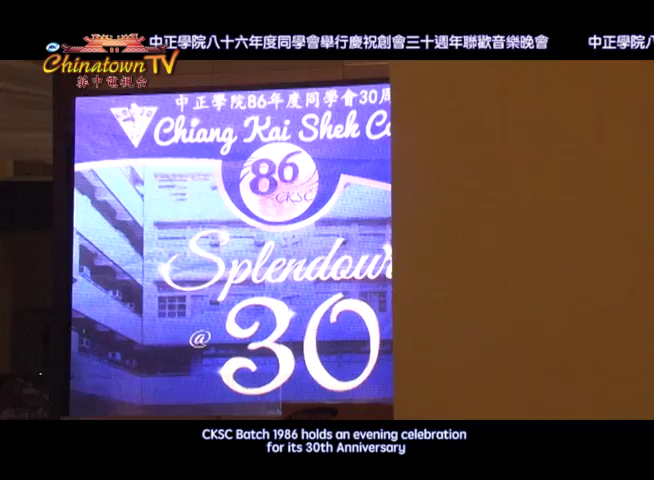 中正學院八十六年度同學會舉行慶祝創會三十週年聯歡音樂晚會 中正學院八
Chinatown TV
菲中電視台
中正學院86年度同學會30周
Chiang Kai Shek Co
86
CKSC
Splendour
@
30
CKSC Batch 1986 holds an evening celebration
for its 30th Anniversary